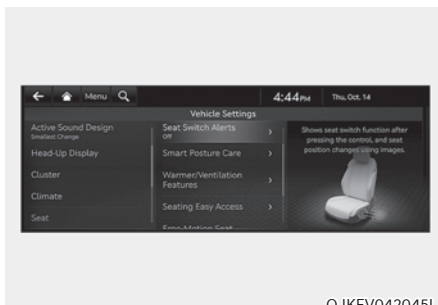 Menu
4:44PM
Thu, Oct. 14
Vehicle Settings
Active Sound Design
Smallest Change
Head-Up Display
Cluster
Climate
Seat
Seat Switch Alerts
Off
Smart Posture Care
Warmer/Ventilation
Features
Seating Easy Access
Shows seat switch function after
pressing the control, and seat
position changes using images.